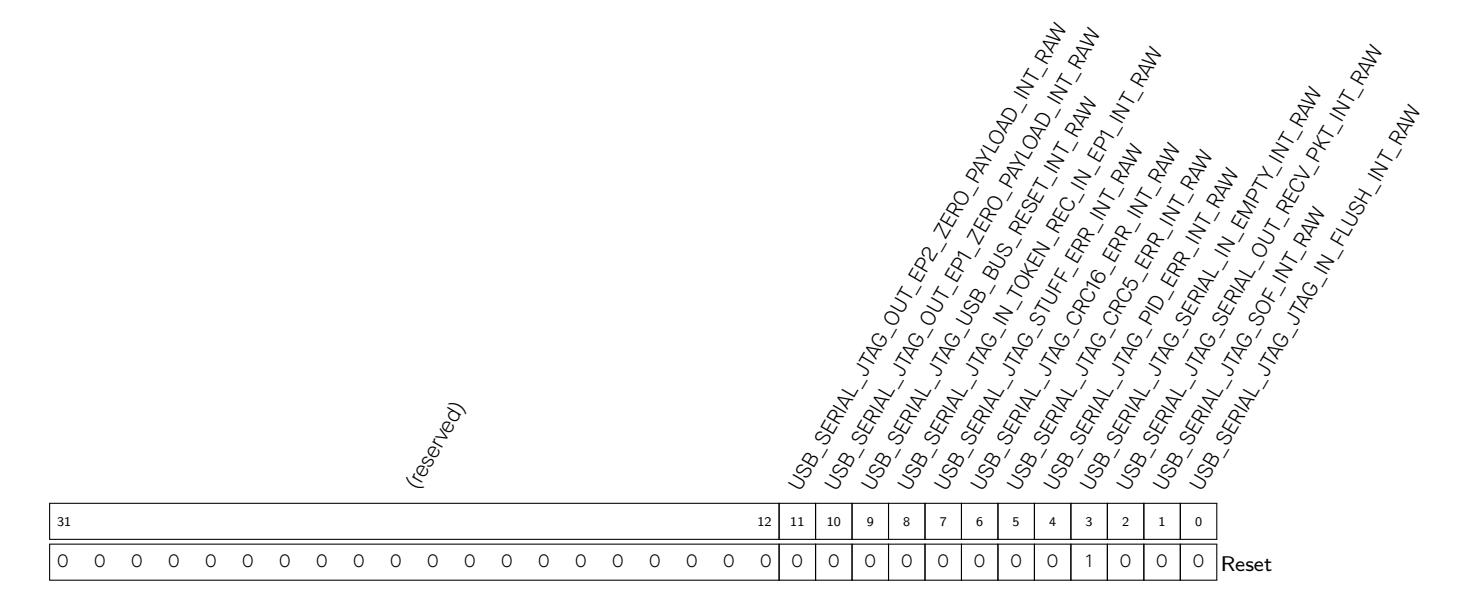 (reserved)
USB_SERIAL_JTAG_OUT_EP2_ZERO_PAYLOAD_INT_RAW
USB_SERIAL_JTAG_OUT_EP1_ZERO_PAYLOAD_INT_RAW
USB_SERIAL_JTAG_USB_BUS_RESET_INT_RAW
USB_SERIAL_JTAG_IN_TOKEN_REC_IN_EP1_INT_RAW
USB_SERIAL_JTAG_STUFF_ERR_INT_RAW
USB_SERIAL_JTAG_CRC16_ERR_INT_RAW
USB_SERIAL_JTAG_CRC5_ERR_INT_RAW
USB_SERIAL_JTAG_PID_ERR_INT_RAW
USB_SERIAL_JTAG_SERIAL_IN_EMPTY_INT_RAW
USB_SERIAL_JTAG_SERIAL_OUT_RECV_PKT_INT_RAW
USB_SERIAL_JTAG_SOF_INT_RAW
USB_SERIAL_JTAG_JTAG_IN_FLUSH_INT_RAW
31 12 11 10 9 8 7 6 5 4 3 2 1 0
0 0 0 0 0 0 0 0 0 0 0 0 0 0 0 0 0 0 0 0 0 0 0 0 0 0 0 0 1 0 0 0 Reset